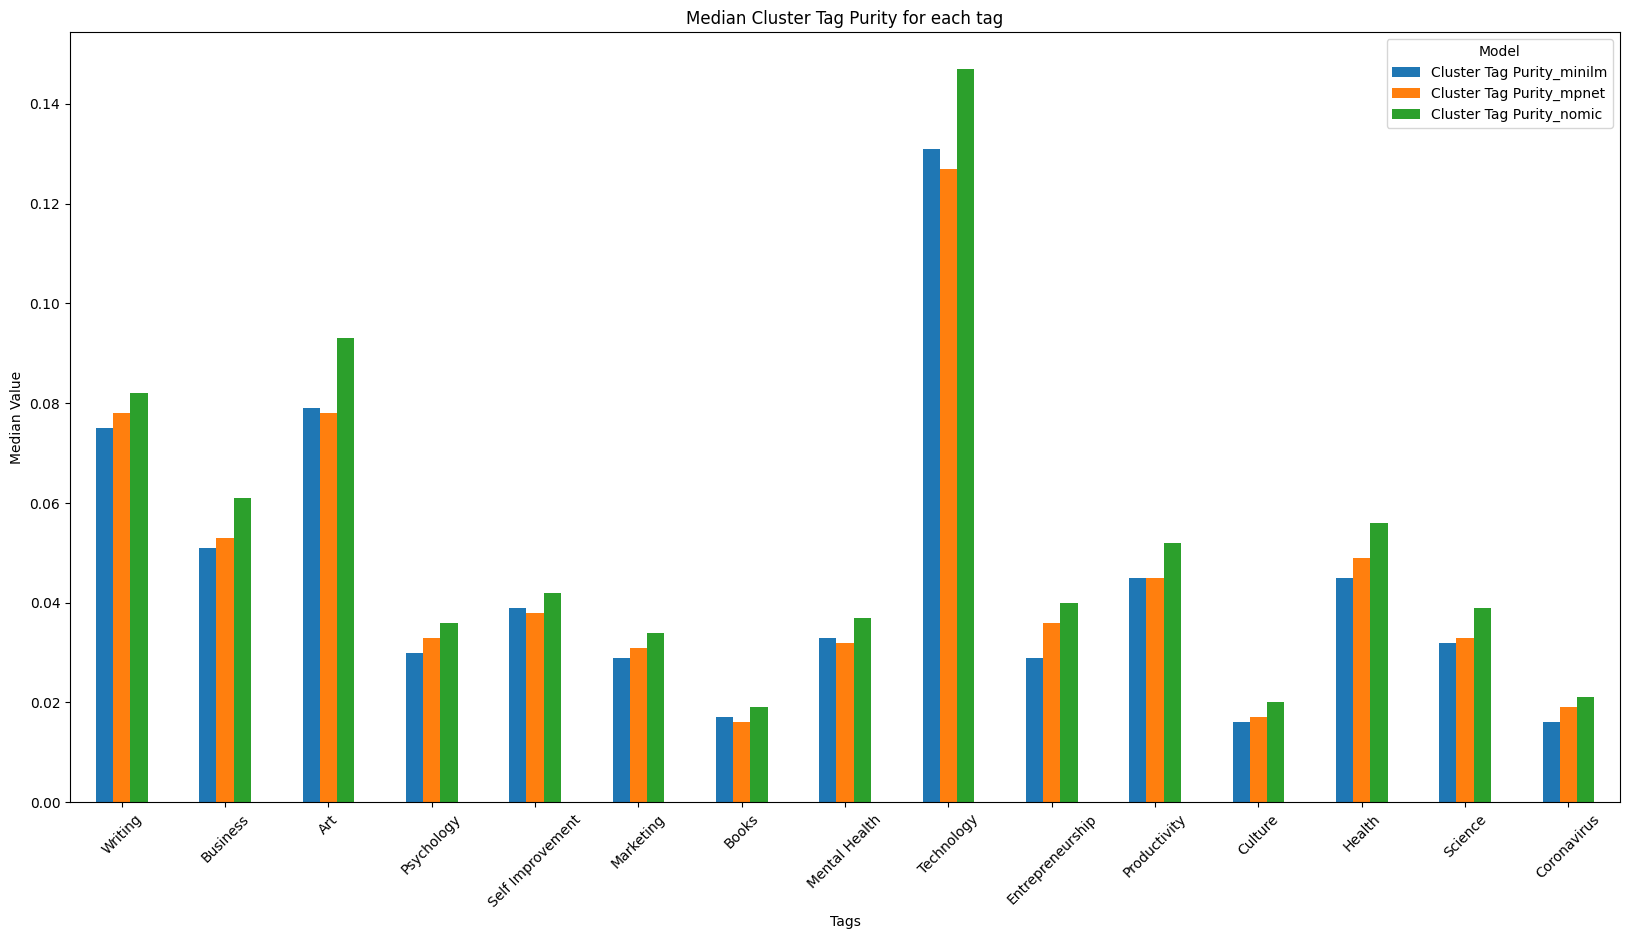 Median Cluster Tag Purity for each tag
Model
Cluster Tag Purity_minilm
Cluster Tag Purity_mpnet
Cluster Tag Purity_nomic
Median Value
0.14
0.12
0.10
0.08
0.06
0.04
0.02
0.00
Writing
Business
Art
Psychology
Self Improvement
Marketing
Books
Mental Health
Technology
Entrepreneurship
Productivity
Culture
Health
Science
Coronavirus
Tags